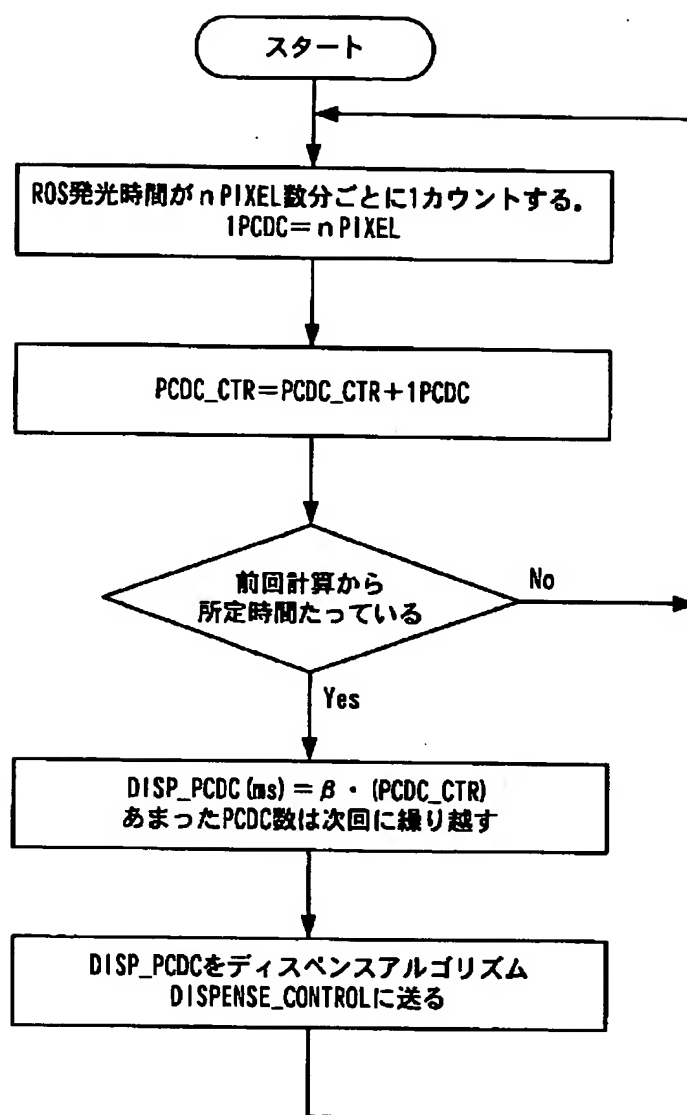 スタート
ROS発光時間がn PIXEL数分ごとに1カウントする。
1PCDC=n PIXEL
PCDC_CTR=PCDC_CTR+1PCDC
前回計算から
所定時間たっている
No
Yes
DISP_PCDC(ms)=β・(PCDC_CTR)
あまったPCDC数は次回に繰り越す
DISP_PCDCをディスペンスアルゴリズム
DISPENSE_CONTROLに送る